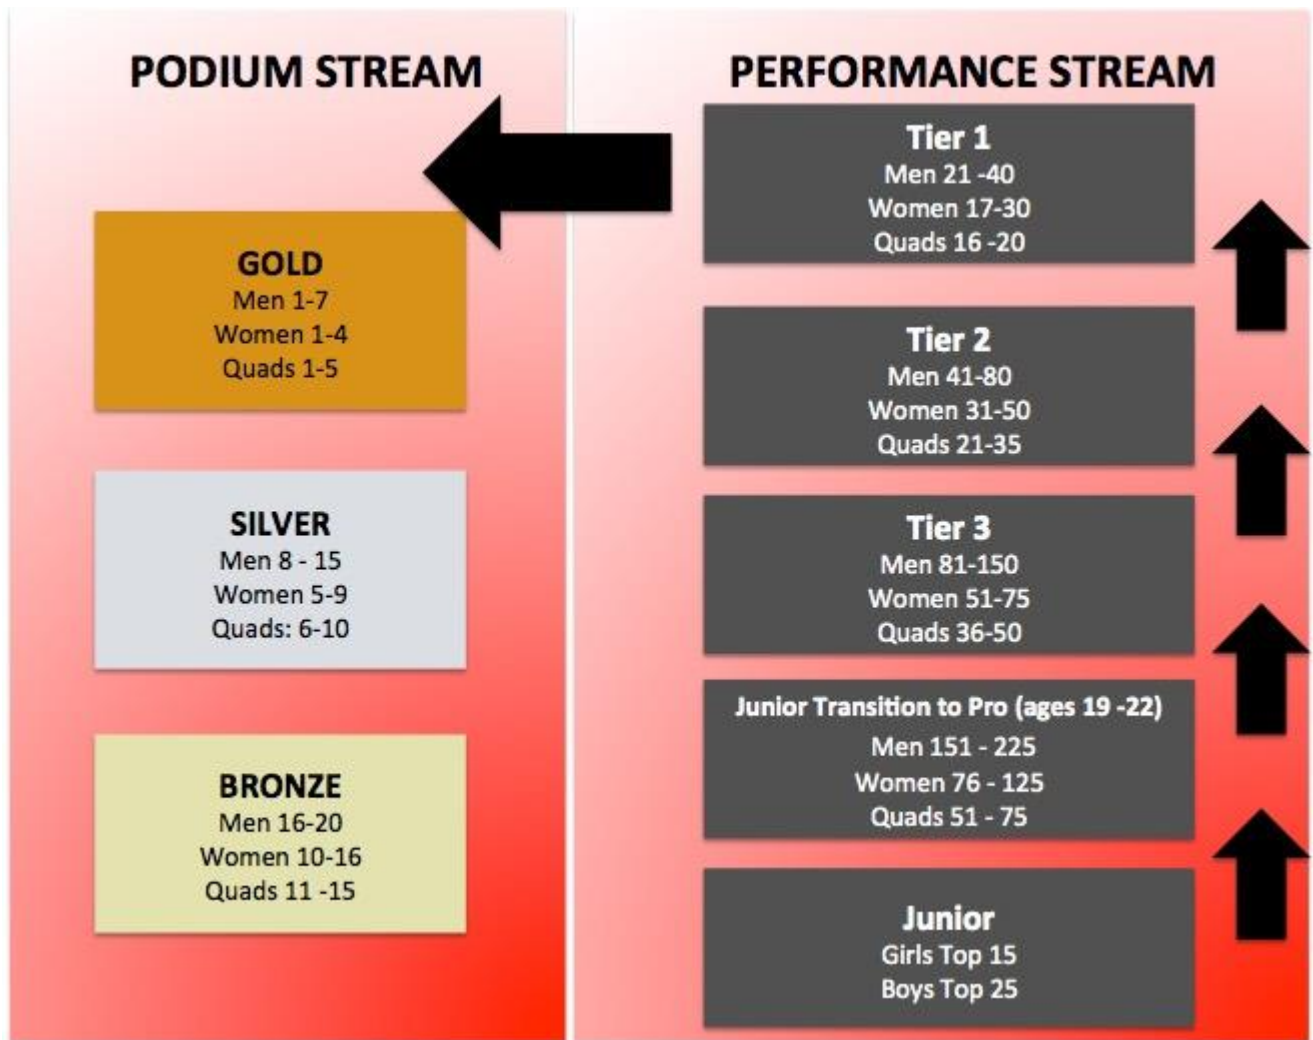 PODIUM STREAM
GOLD
Men 1-7
Women 1-4
Quads 1-5
SILVER
Men 8 - 15
Women 5-9
Quads: 6-10
BRONZE
Men 16-20
Women 10-16
Quads 11 -15
PERFORMANCE STREAM
Tier 1
Men 21 -40
Women 17-30
Quads 16 -20
Tier 2
Men 41-80
Women 31-50
Quads 21-35
Tier 3
Men 81-150
Women 51-75
Quads 36-50
Junior Transition to Pro (ages 19 -22)
Men 151 - 225
Women 76 - 125
Quads 51 - 75
Junior
Girls Top 15
Boys Top 25